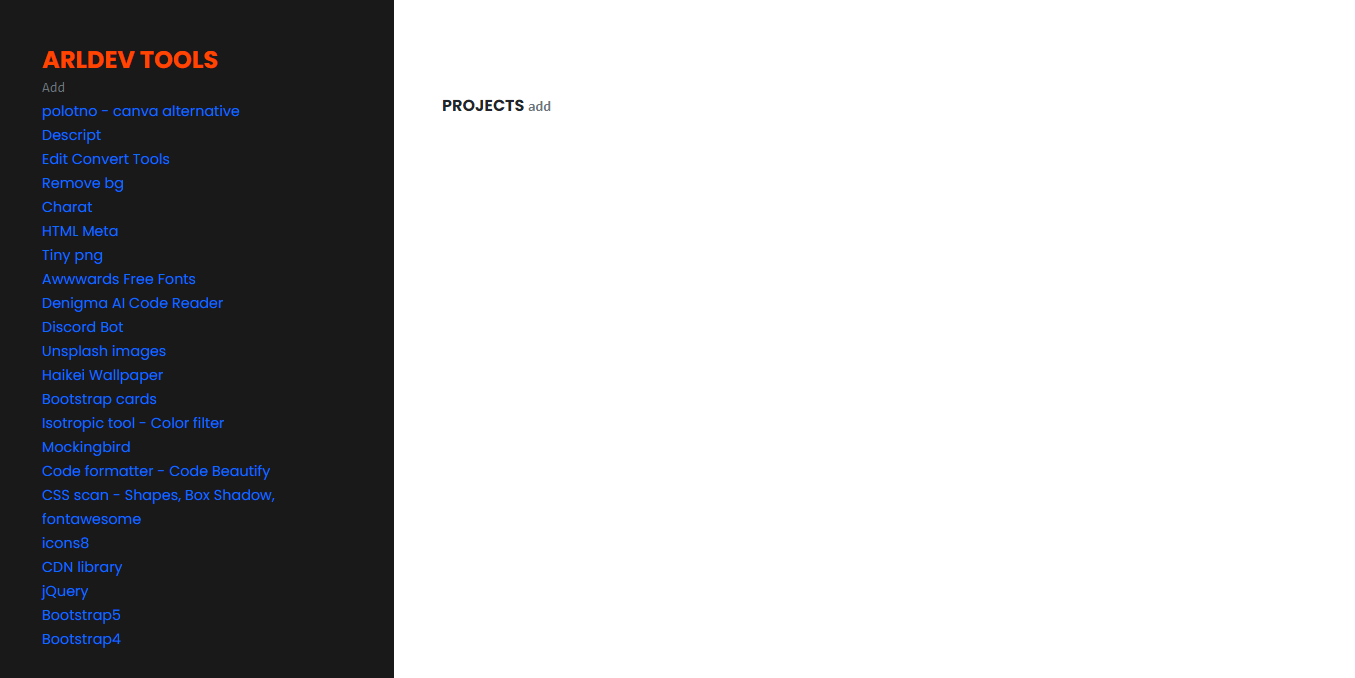 ARLDEV TOOLS
Add
polotno - canva alternative
Descript
Edit Convert Tools
Remove bg
Charat
HTML Meta
Tiny png
Awwwards Free Fonts
Denigma AI Code Reader
Discord Bot
Unsplash images
Haikei Wallpaper
Bootstrap cards
Isotropic tool - Color filter
Mockingbird
Code formatter - Code Beautify
CSS scan - Shapes, Box Shadow,
fontawesome
icons8
CDN library
jQuery
Bootstrap5
Bootstrap4
PROJECTS add